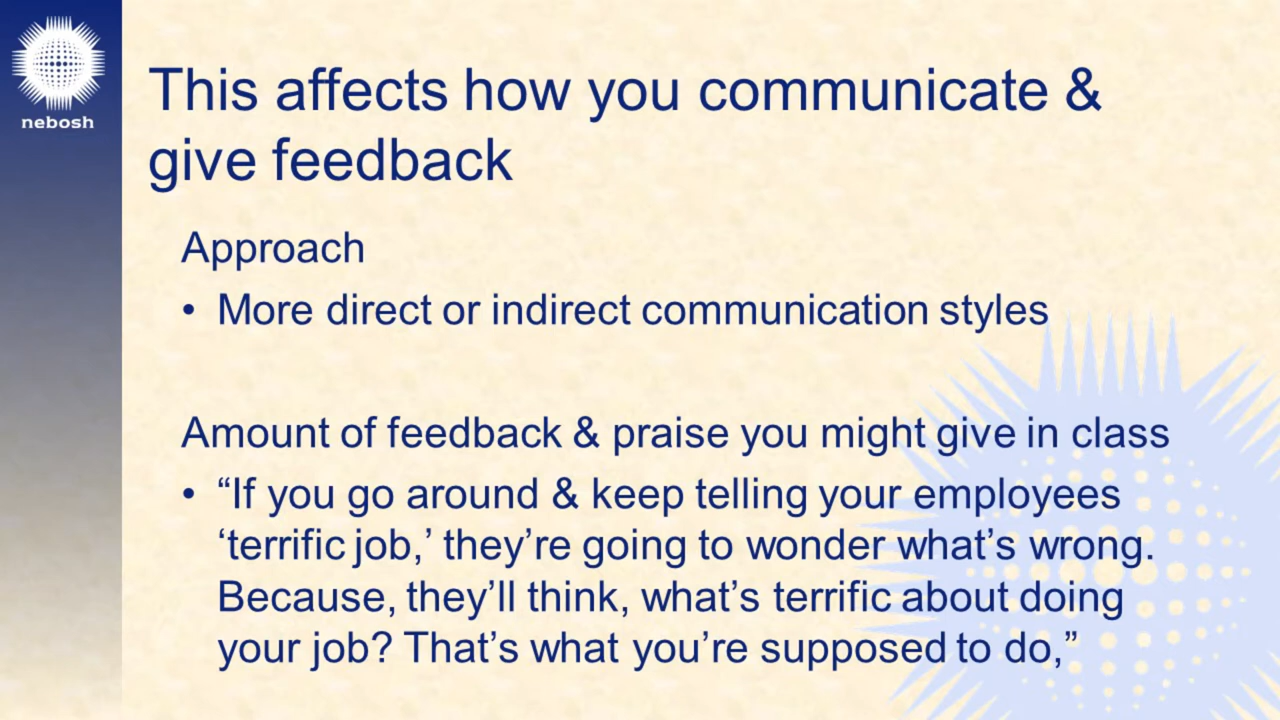 nebosh
This affects how you communicate &
give feedback
Approach
• More direct or indirect communication styles
Amount of feedback & praise you might give in class
• “If you go around & keep telling your employees
‘terrific job,’ they’re going to wonder what’s wrong.
Because, they’ll think, what’s terrific about doing
your job? That’s what you’re supposed to do,”